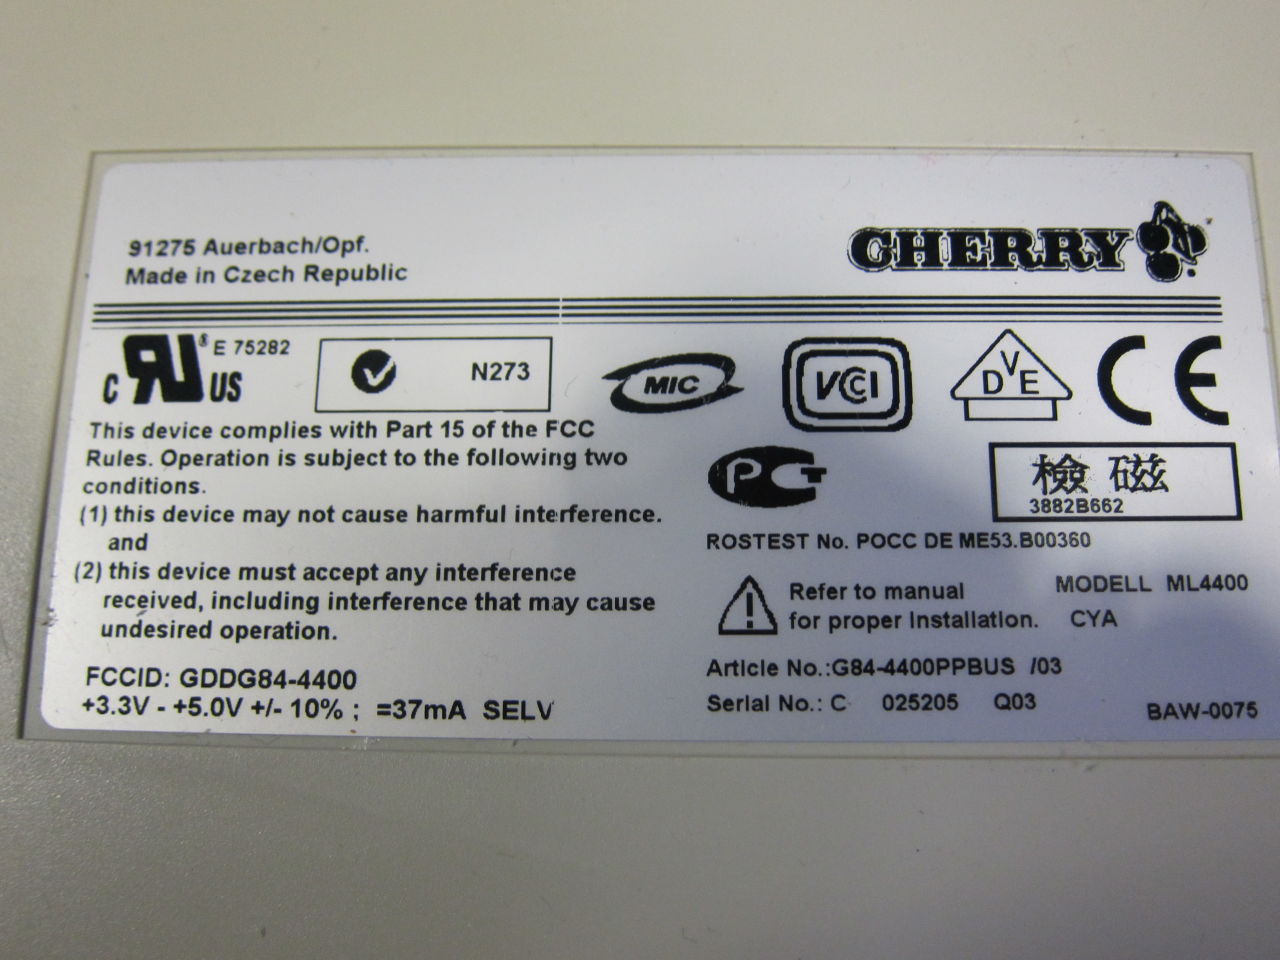 91275 Auerbach/Opf.
Made in Czech Republic
CHERRY
C RU US ® E 75282
N273
MIC
VCCI
DVE
CE
This device complies with Part 15 of the FCC
Rules. Operation is subject to the following two
conditions.
(1) this device may not cause harmful interference.
and
(2) this device must accept any interference
received, including interference that may cause
undesired operation.
FCCID: GDDG84-4400
+3.3V - +5.0V +/- 10% ; =37mA SELV
PCT
檢 磁
3882B662
ROSTEST No. POCC DE ME53.B00360
Refer to manual
for proper Installation.
MODELL ML4400
CYA
Article No.:G84-4400PPBUS /03
Serial No.: C 025205 Q03
BAW-0075